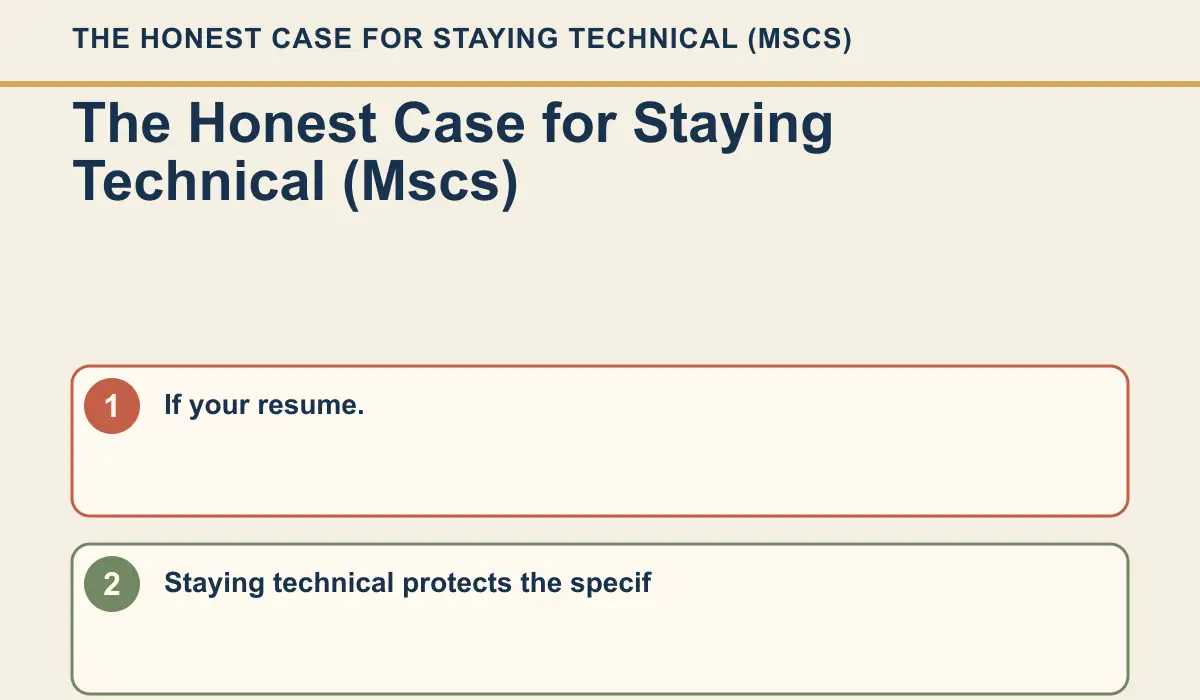 THE HONEST CASE FOR STAYING TECHNICAL (MSCS)
The Honest Case for Staying
Technical (Mscs)
1
If your resume.
2
Staying technical protects the specif